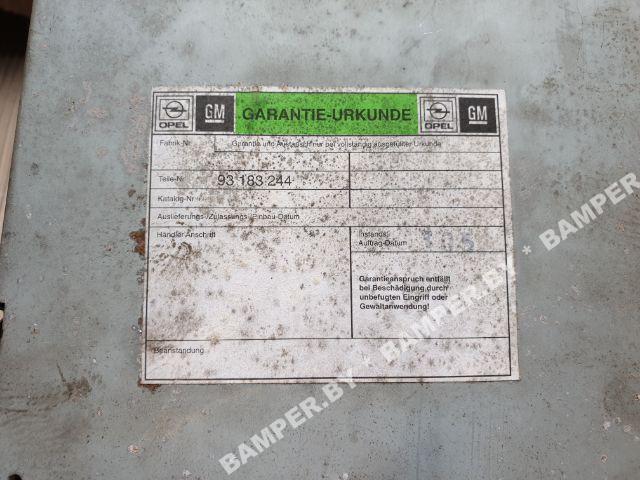 OPEL GM GARANTIE-URKUNDE OPEL GM
Fabrik-Nr. Garantie und Austausch nur bei vollständig ausgefüllter Urkunde
Teile-Nr. 93 183 244
Katalog-Nr.
Auslieferungs-/Zulassungs-/Einbau-Datum
Händler-Anschrift
Instands.
Auftrag-Datum
Garantieanspruch entfällt
bei Beschädigung durch
unbefugten Eingriff oder
Gewaltanwendung!
Beanstandung
BAMPER.BY * BAMPER.BY * BAMPER.BY